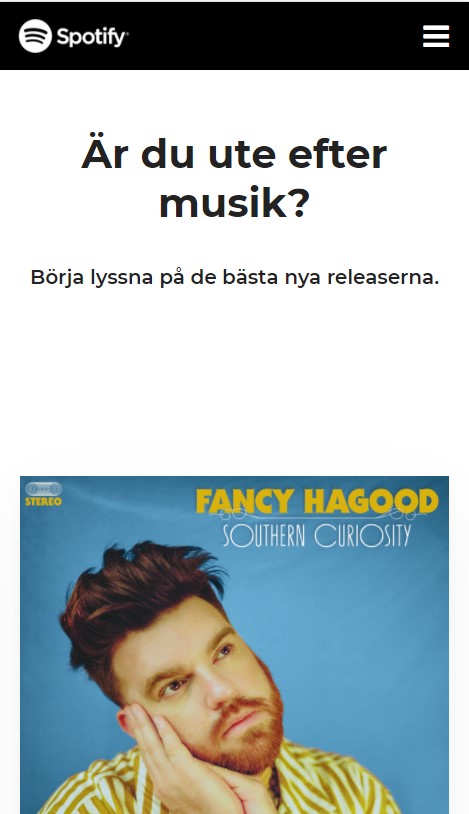 Spotify
Är du ute efter
musik?
Börja lyssna på de bästa nya releaserna.
STEREO
FANCY HAGOOD
SOUTHERN CURIOSITY